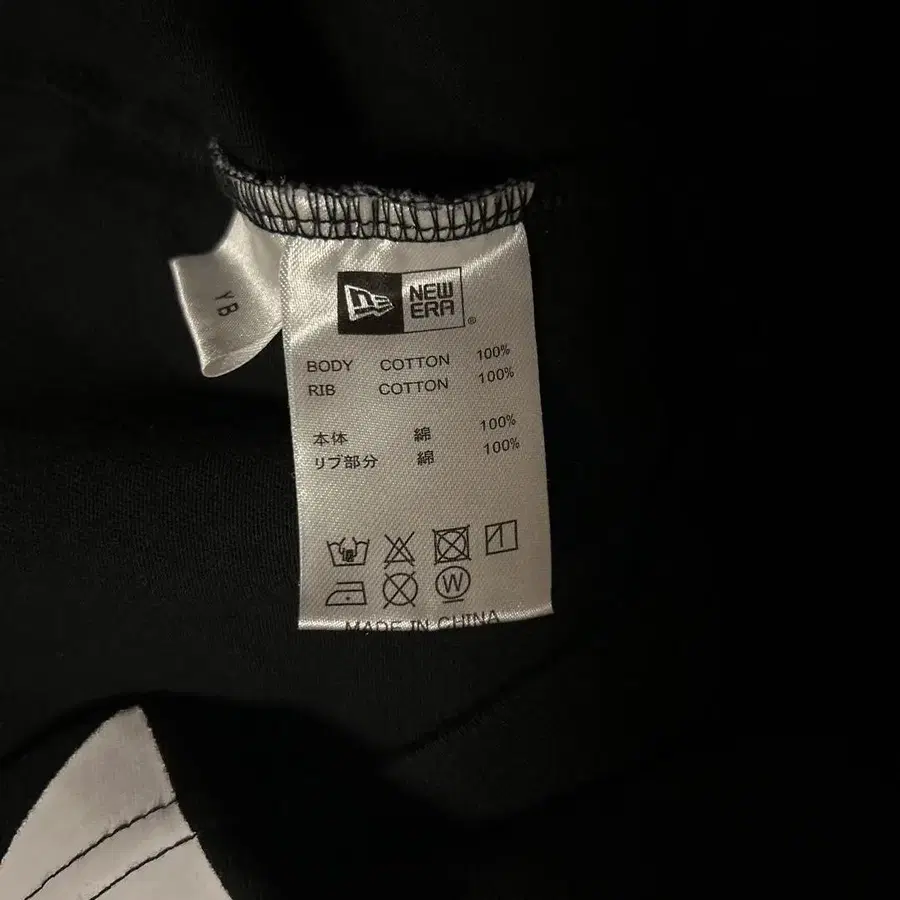 YB
NEW
ERA
®
BODY COTTON 100%
RIB COTTON 100%
本体 綿 100%
リブ部分 綿 100%
W
MADE IN CHINA